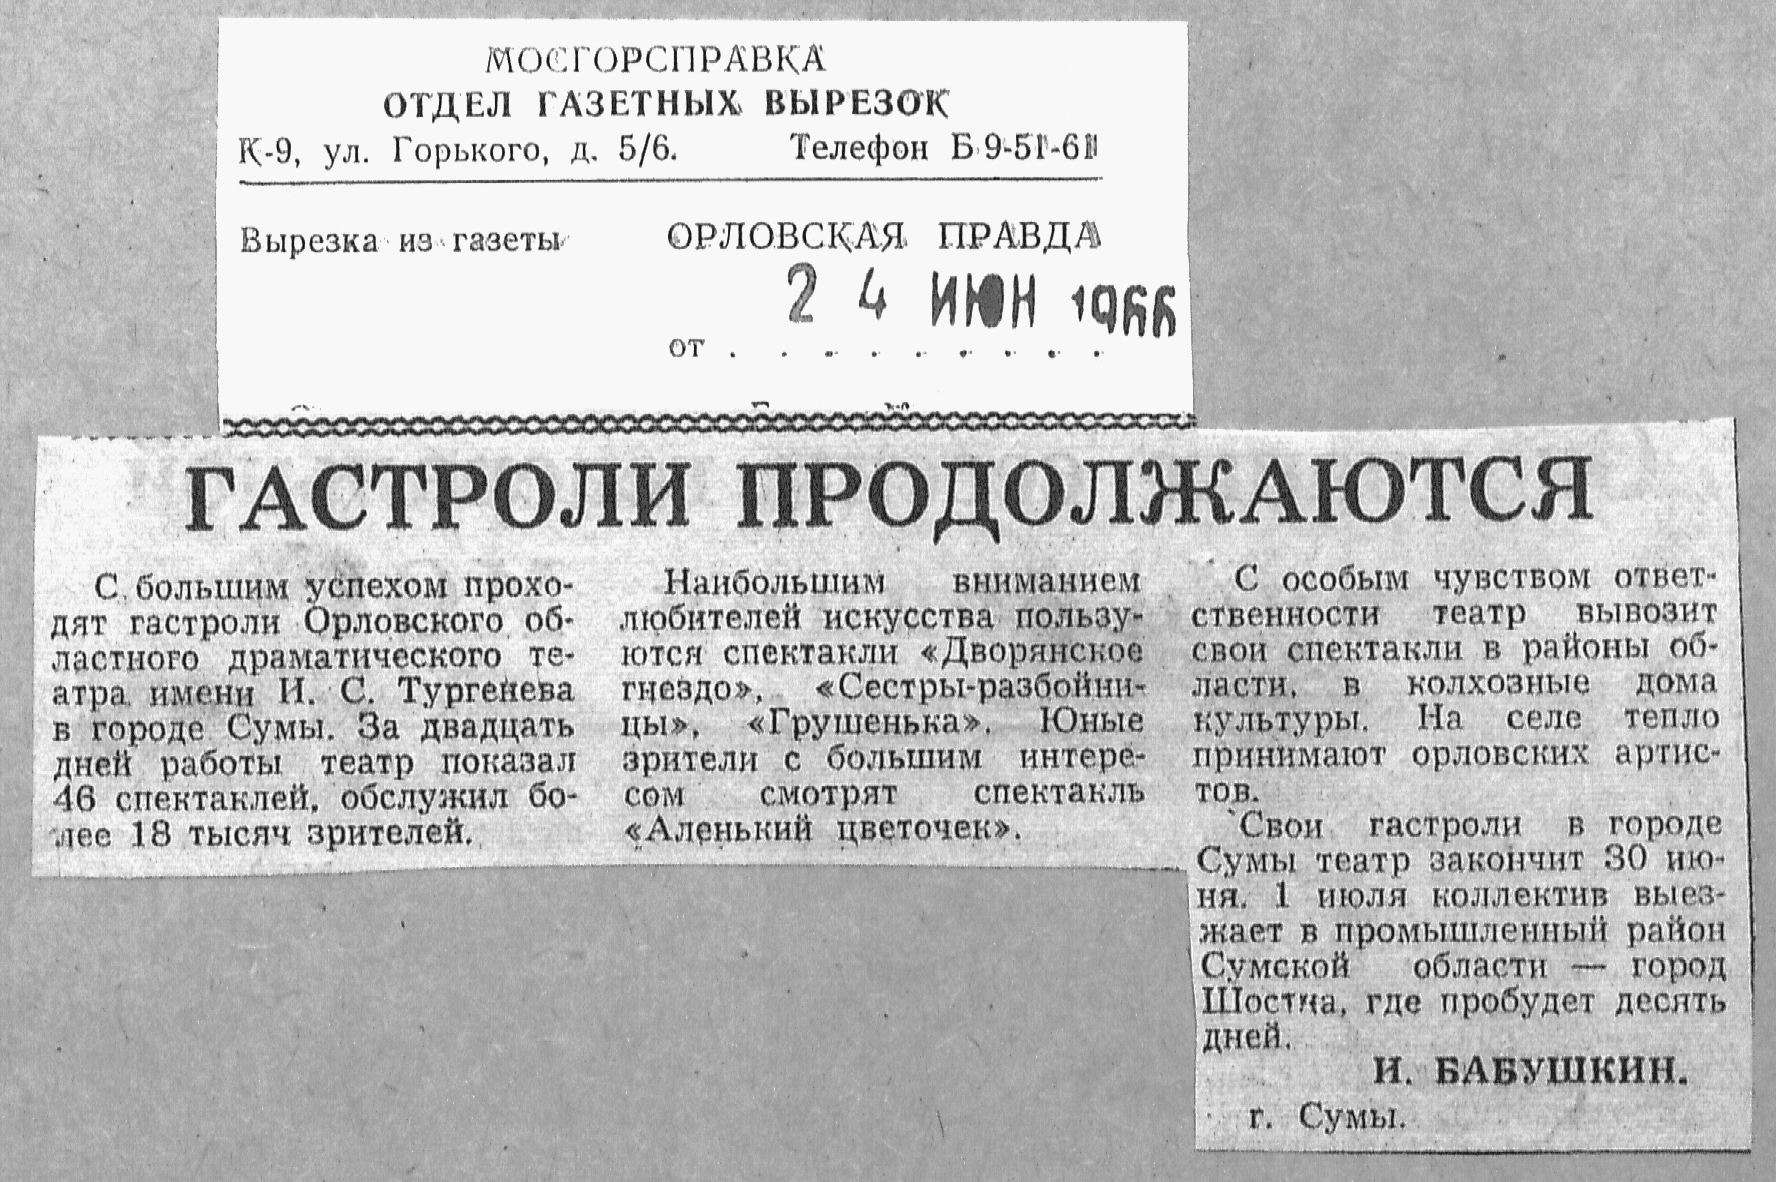 МОСГОРСПРАВКА
ОТДЕЛ ГАЗЕТНЫХ ВЫРЕЗОК
К-9, ул. Горького, д. 5/6. Телефон Б 9-51-61
Вырезка из газеты ОРЛОВСКАЯ ПРАВДА
24 ИЮН 1966
от . . . . . . . . .
ГАСТРОЛИ ПРОДОЛЖАЮТСЯ
С большим успехом прохо-
дят гастроли Орловского об-
ластного драматического те-
атра имени И. С. Тургенева
в городе Сумы. За двадцать
дней работы театр показал
46 спектаклей, обслужил бо-
лее 18 тысяч зрителей.
Наибольшим вниманием
любителей искусства пользу-
ются спектакли «Дворянское
гнездо», «Сестры-разбойни-
цы», «Грушенька». Юные
зрители с большим интере-
сом смотрят спектакль
«Аленький цветочек».
С особым чувством ответ-
ственности театр вывозит
свои спектакли в районы об-
ласти, в колхозные дома
культуры. На селе тепло
принимают орловских артис-
тов.
Свои гастроли в городе
Сумы театр закончит 30 ию-
ня. 1 июля коллектив выез-
жает в промышленный район
Сумской области — город
Шостка, где пробудет десять
дней.
И. БАБУШКИН.
г. Сумы.